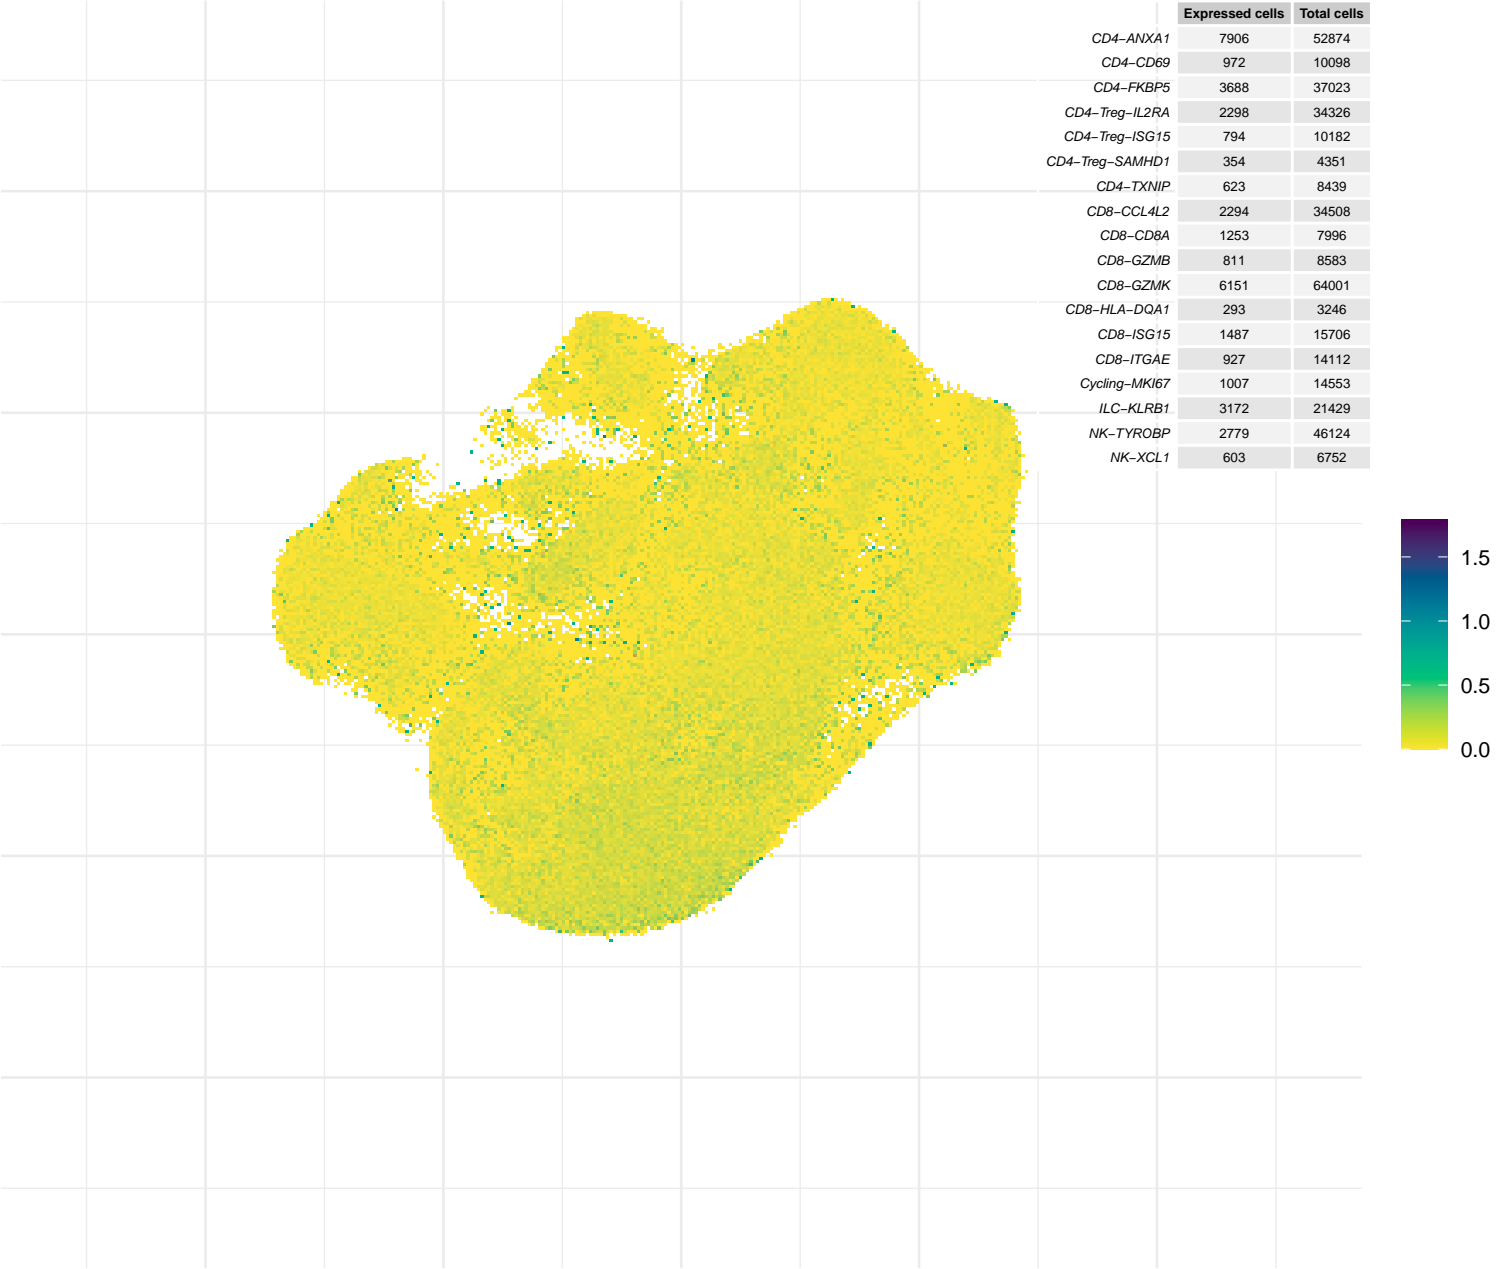 Expressed cells Total cells
CD4−ANXA1 7906 52874
CD4−CD69 972 10098
CD4−FKBP5 3688 37023
CD4−Treg−IL2RA 2298 34326
CD4−Treg−ISG15 794 10182
CD4−Treg−SAMHD1 354 4351
CD4−TXNIP 623 8439
CD8−CCL4L2 2294 34508
CD8−CD8A 1253 7996
CD8−GZMB 811 8583
CD8−GZMK 6151 64001
CD8−HLA−DQA1 293 3246
CD8−ISG15 1487 15706
CD8−ITGAE 927 14112
Cycling−MKI67 1007 14553
ILC−KLRB1 3172 21429
NK−TYROBP 2779 46124
NK−XCL1 603 6752
1.5
1.0
0.5
0.0